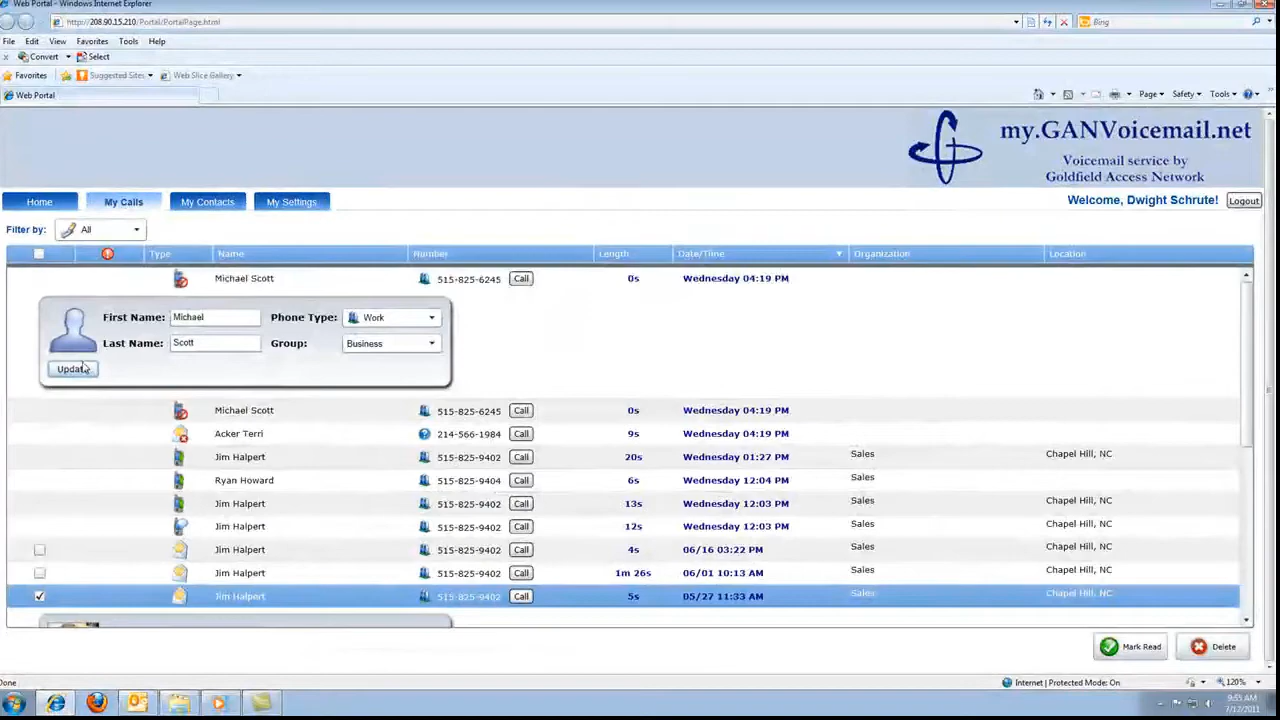 Web Portal - Windows Internet Explorer
http://208.90.15.210/Portal/PortalPage.html
Bing
File Edit View Favorites Tools Help
x Convert Select
Favorites Suggested Sites Web Slice Gallery
Web Portal
Page Safety Tools
my.GANVoicemail.net
Voicemail service by
Goldfield Access Network
Home My Calls My Contacts My Settings Welcome, Dwight Schrute! Logout
Filter by: All
Type Name Number Length Date/Time Organization Location
Michael Scott 515-825-6245 Call 0s Wednesday 04:19 PM
First Name: Michael Phone Type: Work
Last Name: Scott Group: Business
Update
Michael Scott 515-825-6245 Call 0s Wednesday 04:19 PM
Acker Terri 214-566-1984 Call 9s Wednesday 04:19 PM
Jim Halpert 515-825-9402 Call 20s Wednesday 01:27 PM Sales Chapel Hill, NC
Ryan Howard 515-825-9404 Call 6s Wednesday 12:04 PM Sales
Jim Halpert 515-825-9402 Call 13s Wednesday 12:03 PM Sales Chapel Hill, NC
Jim Halpert 515-825-9402 Call 12s Wednesday 12:03 PM Sales Chapel Hill, NC
Jim Halpert 515-825-9402 Call 4s 06/16 03:22 PM Sales Chapel Hill, NC
Jim Halpert 515-825-9402 Call 1m 26s 06/01 10:13 AM Sales Chapel Hill, NC
Jim Halpert 515-825-9402 Call 5s 05/27 11:33 AM Sales Chapel Hill, NC
Mark Read Delete
Done Internet | Protected Mode: On 120%
9:55 AM
7/12/2011